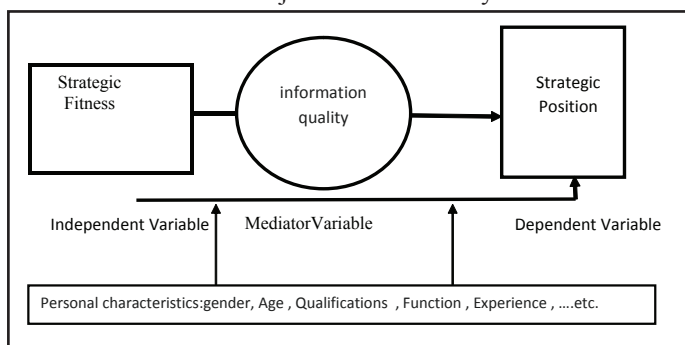 Strategic
Fitness
information
quality
Strategic
Position
Independent Variable
MediatorVariable
Dependent Variable
Personal characteristics:gender, Age , Qualifications , Function , Experience , ....etc.